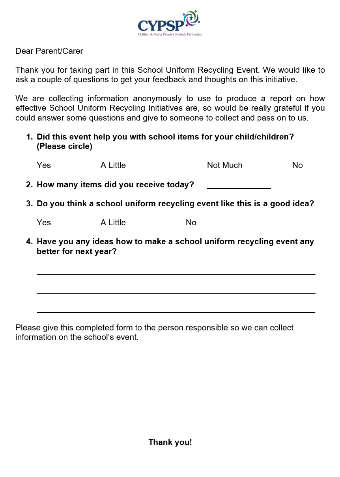 CYPSP
Dear Parent/Carer
Thank you for taking part in this School Uniform Recycling Event. We would like to
ask a couple of questions to get your feedback and thoughts on this initiative.
We are collecting information anonymously to use to produce a report on how
effective School Uniform Recycling Initiatives are, so would be really grateful if you
could answer some questions and give to someone to collect and pass on to us.
1. Did this event help you with school items for your child/children?
(Please circle)
Yes A Little Not Much No
2. How many items did you receive today?
3. Do you think a school uniform recycling event like this is a good idea?
Yes A Little No
4. Have you any ideas how to make a school uniform recycling event any
better for next year?
Please give this completed form to the person responsible so we can collect
information on the school's event.
Thank you!